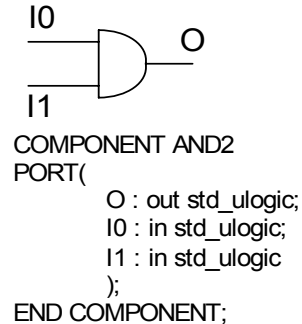 I0
O
I1
COMPONENT AND2
PORT(
O : out std_ulogic;
I0 : in std_ulogic;
I1 : in std_ulogic
);
END COMPONENT;